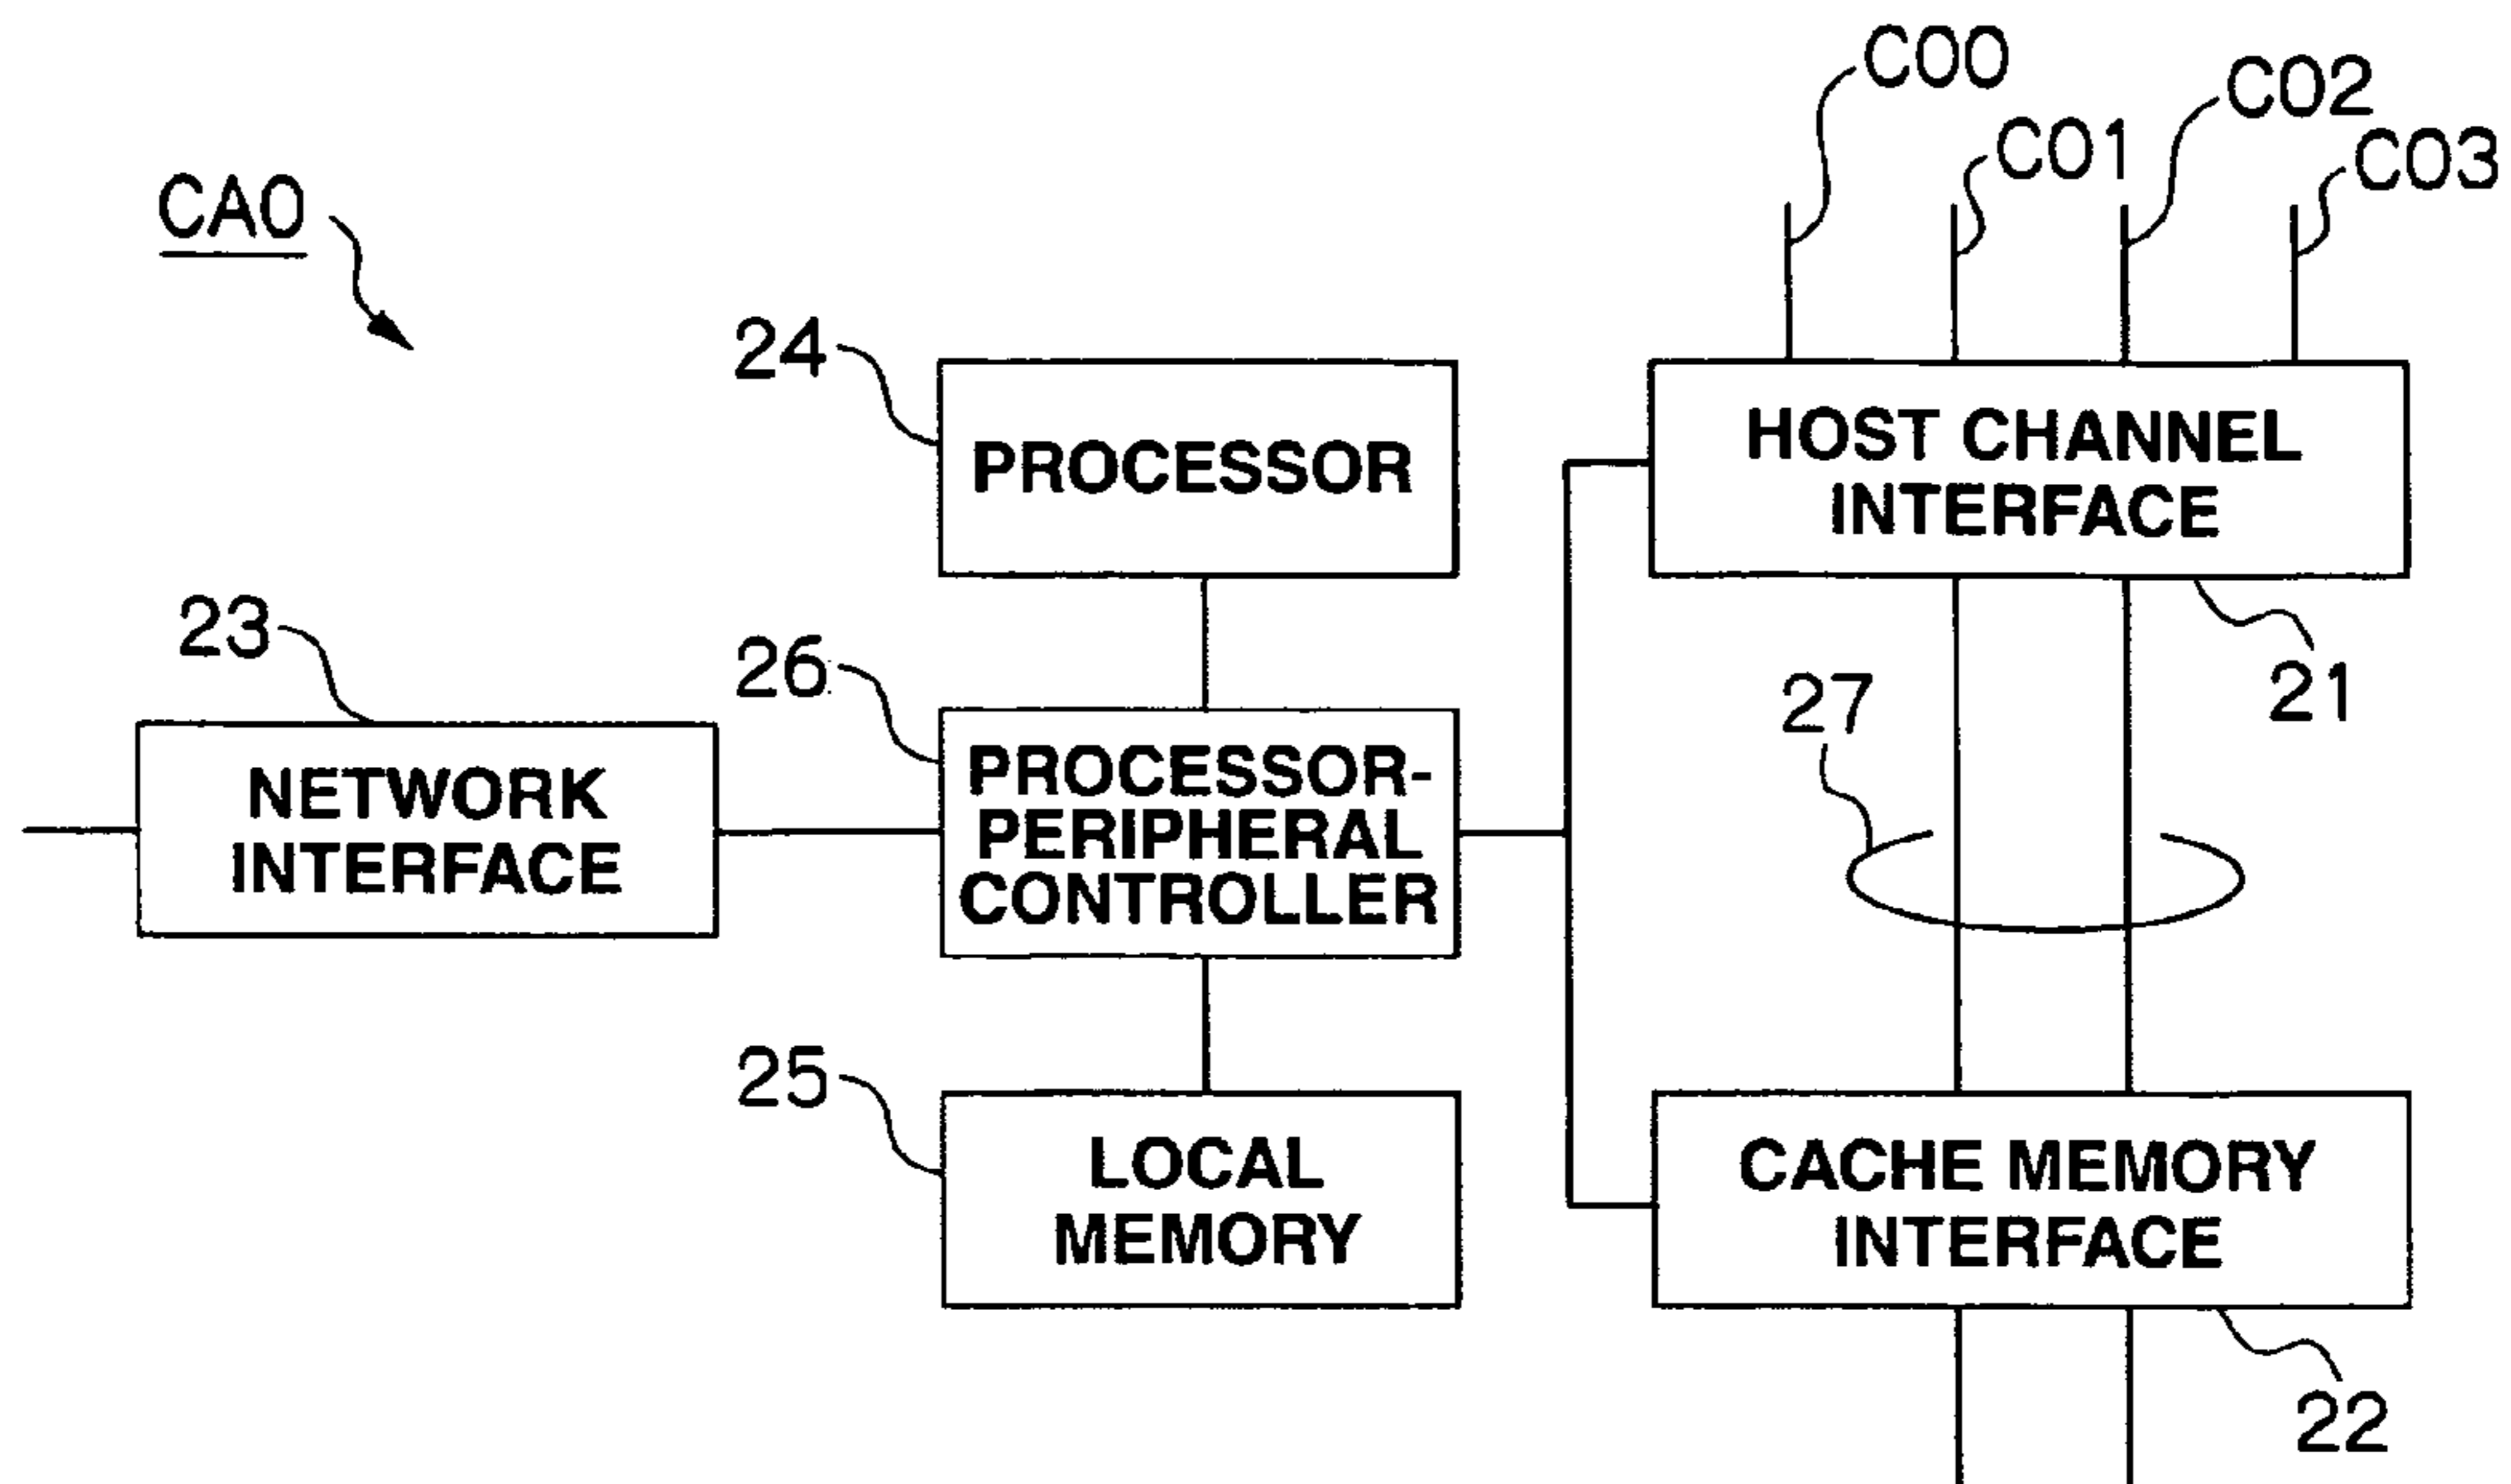 C00
C02
C01
C03
CA0
24
PROCESSOR
HOST CHANNEL
INTERFACE
23
26
21
27
NETWORK
INTERFACE
PROCESSOR-
PERIPHERAL
CONTROLLER
25
LOCAL
MEMORY
CACHE MEMORY
INTERFACE
22